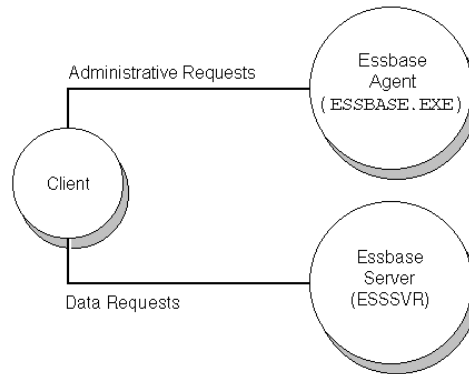 Administrative Requests
Essbase
Agent
(ESSBASE.EXE)
Client
Essbase
Server
(ESSSVR)
Data Requests